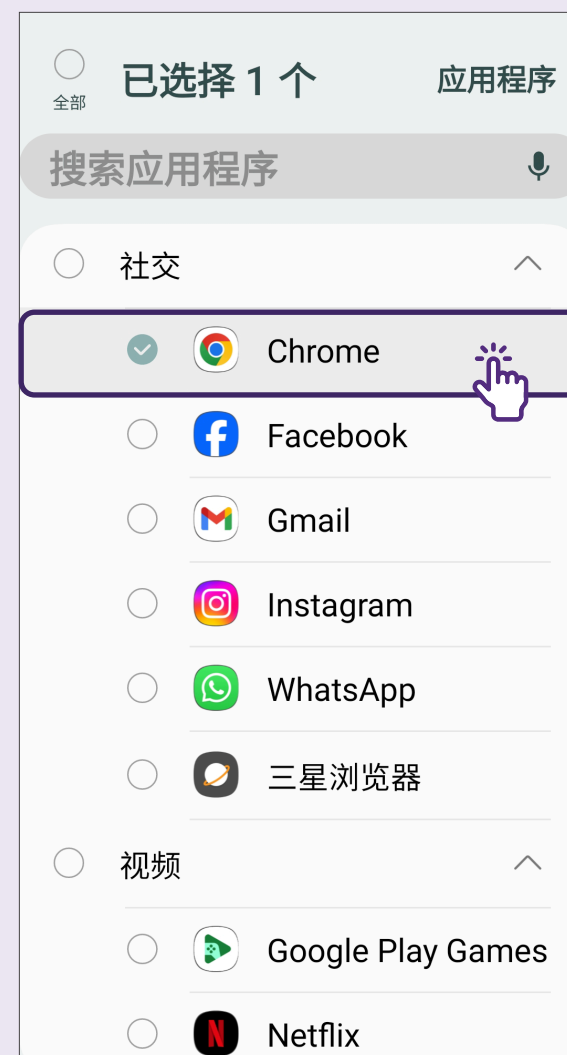 已选择 1 个 应用程序
全部
搜索应用程序
社交
Chrome
Facebook
Gmail
Instagram
WhatsApp
三星浏览器
视频
Google Play Games
Netflix